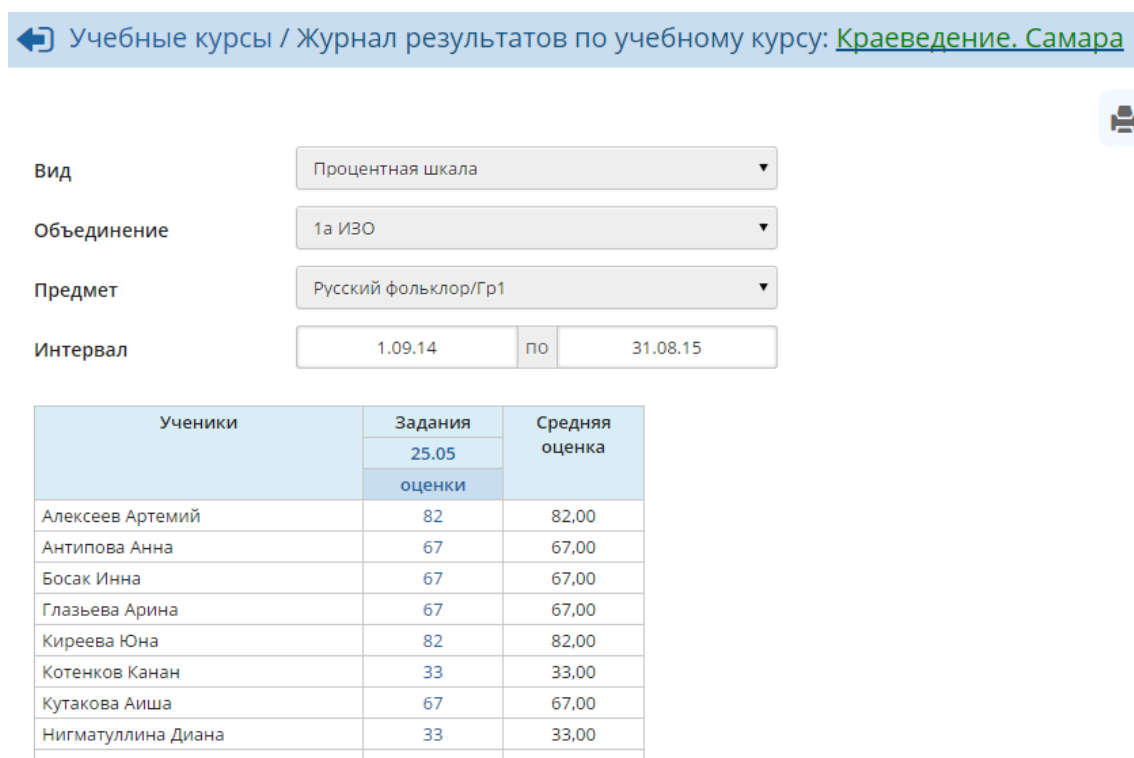 Учебные курсы / Журнал результатов по учебному курсу: Краеведение. Самара
Вид Процентная шкала
Объединение 1а ИЗО
Предмет Русский фольклор/Гр1
Интервал 1.09.14 по 31.08.15
Ученики Задания Средняя оценка
25.05
оценки
Алексеев Артемий 82 82,00
Антипова Анна 67 67,00
Босак Инна 67 67,00
Глазьева Арина 67 67,00
Киреева Юна 82 82,00
Котенков Канан 33 33,00
Кутакова Аиша 67 67,00
Нигматуллина Диана 33 33,00